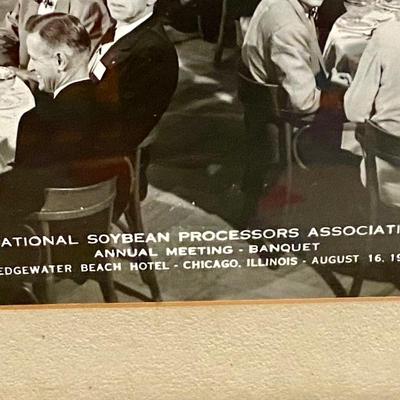 ATIONAL SOYBEAN PROCESSORS ASSOCIATI
ANNUAL MEETING - BANQUET
EDGEWATER BEACH HOTEL - CHICAGO, ILLINOIS - AUGUST 16, 19